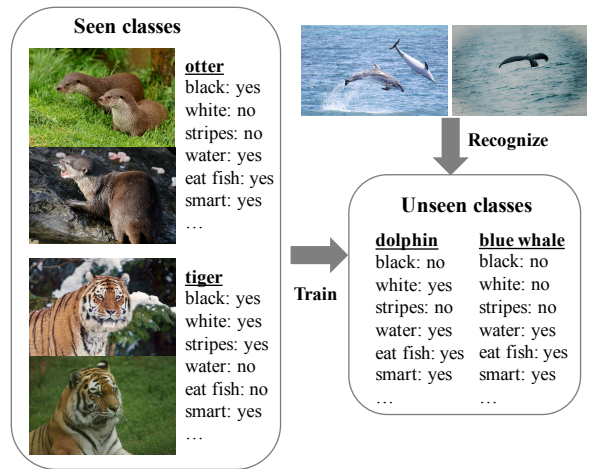 Seen classes
otter
black: yes
white: no
stripes: no
water: yes
eat fish: yes
smart: yes
…
tiger
black: yes
white: yes
stripes: yes
water: no
eat fish: no
smart: yes
…
Train
Recognize
Unseen classes
dolphin
black: no
white: yes
stripes: no
water: yes
eat fish: yes
smart: yes
…
blue whale
black: no
white: no
stripes: no
water: yes
eat fish: yes
smart: yes
…